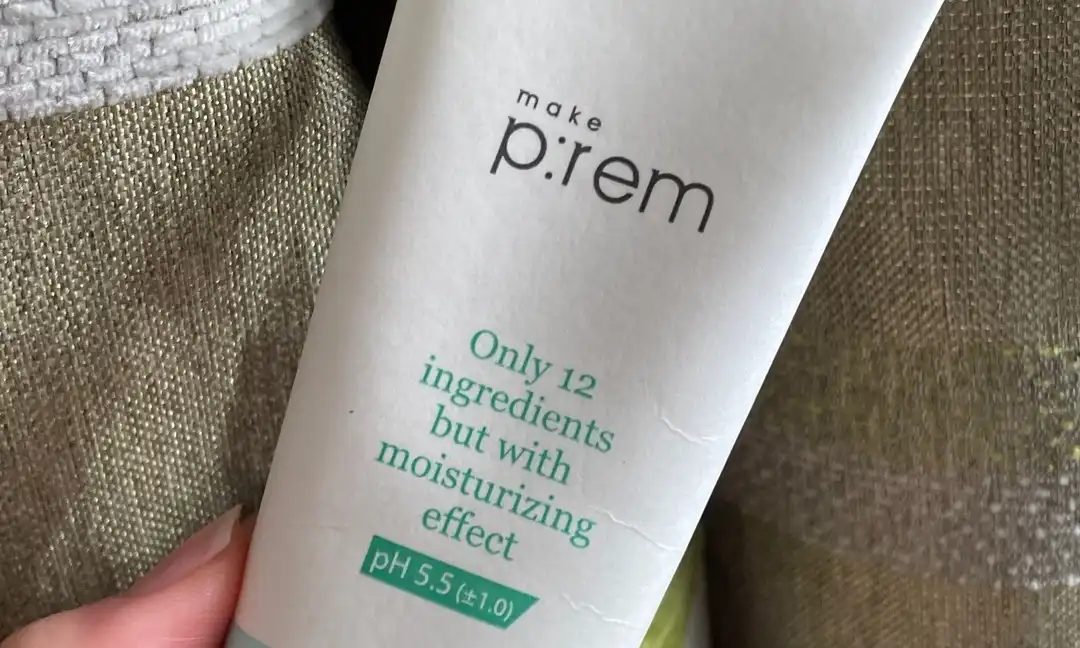 make
p:rem
Only 12
ingredients
but with
moisturizing
effect
pH 5.5 (±1.0)